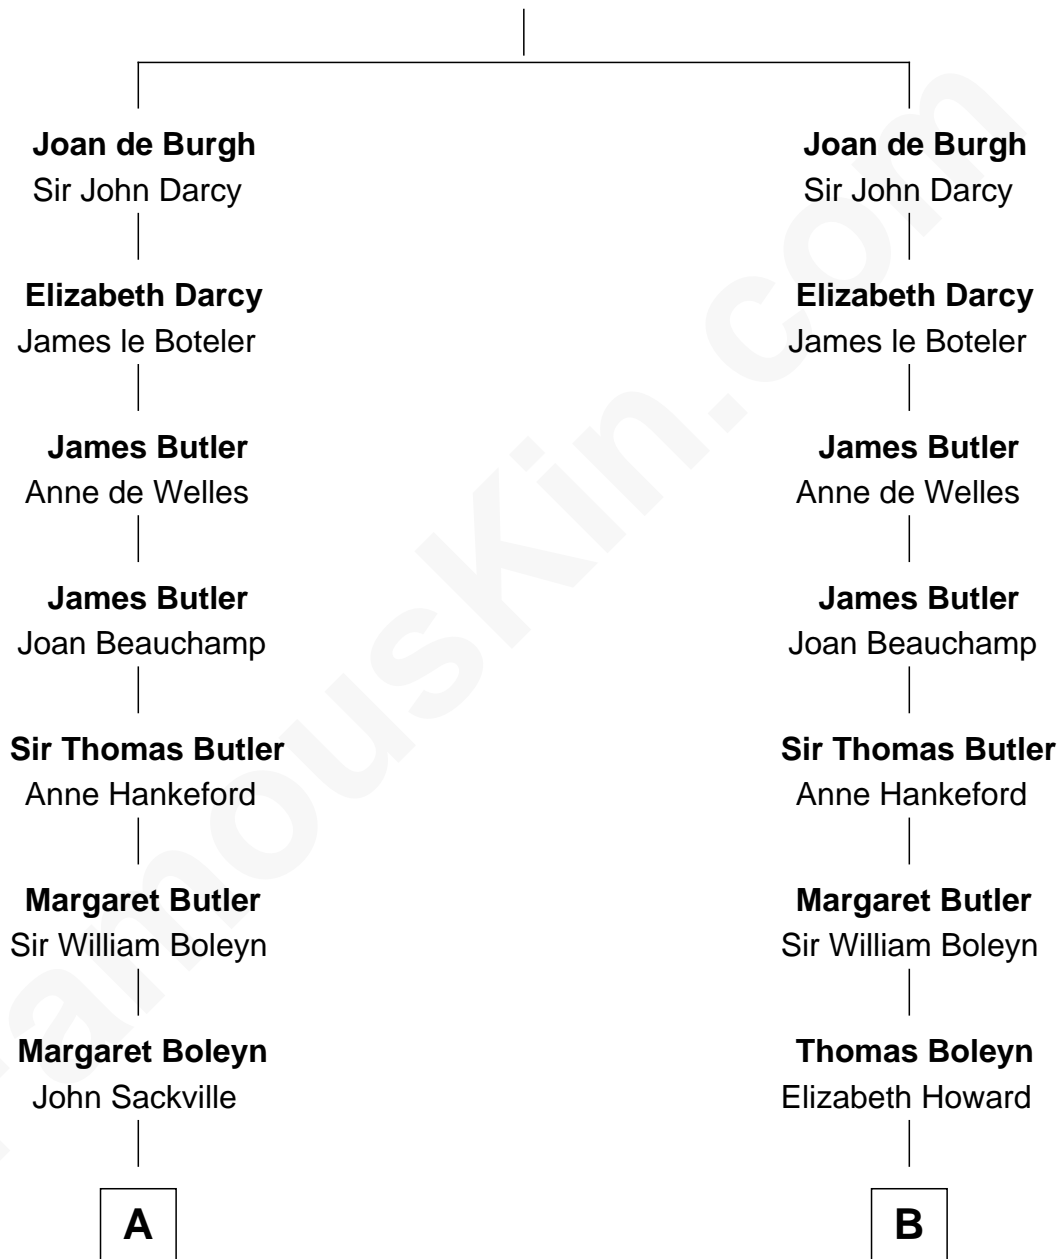 Joan de Burgh
Sir John Darcy
Elizabeth Darcy
James le Boteler
James Butler
Anne de Welles
James Butler
Joan Beauchamp
Sir Thomas Butler
Anne Hankeford
Margaret Butler
Sir William Boleyn
Margaret Boleyn
John Sackville
A
Joan de Burgh
Sir John Darcy
Elizabeth Darcy
James le Boteler
James Butler
Anne de Welles
James Butler
Joan Beauchamp
Sir Thomas Butler
Anne Hankeford
Margaret Butler
Sir William Boleyn
Thomas Boleyn
Elizabeth Howard
B
FamousKin.com